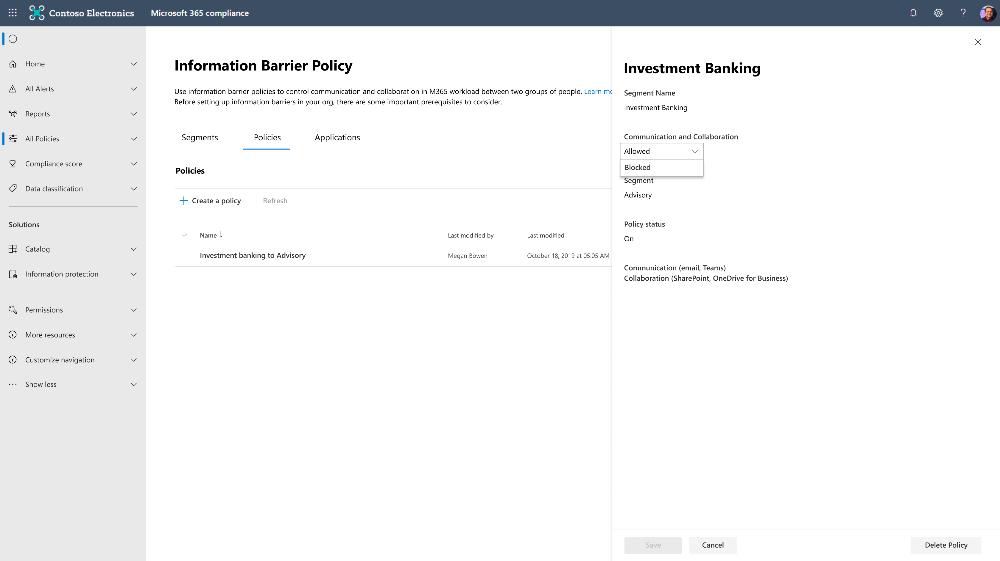 Contoso Electronics
Microsoft 365 compliance
Home
All Alerts
Reports
All Policies
Compliance score
Data classification
Solutions
Catalog
Information protection
Permissions
More resources
Customize navigation
Show less
Information Barrier Policy
Use information barrier policies to control communication and collaboration in M365 workload between two groups of people. Learn
Before setting up information barriers in your org, there are some important prerequisites to consider.
Segments
Policies
Applications
Policies
Create a policy
Refresh
Name
Last modified by
Last modified
Investment banking to Advisory
Megan Bowen
October 18, 2019 at 05:05 AM
Investment Banking
Segment Name
Investment Banking
Communication and Collaboration
Allowed
Blocked
Segment
Advisory
Policy status
On
Communication (email, Teams)
Collaboration (SharePoint, OneDrive for Business)
Save
Cancel
Delete Policy